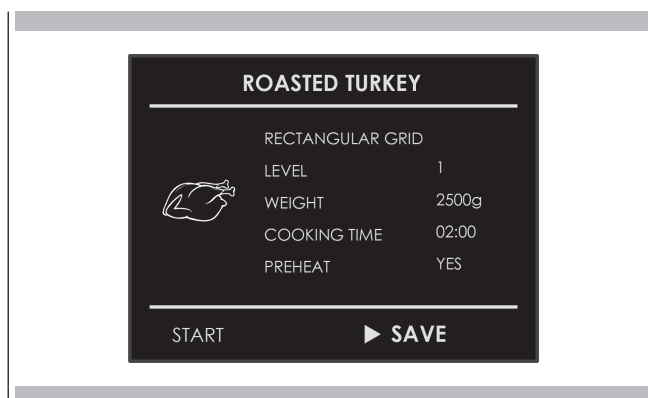 ROASTED TURKEY
RECTANGULAR GRID
LEVEL 1
WEIGHT 2500g
COOKING TIME 02:00
PREHEAT YES
START ▶ SAVE